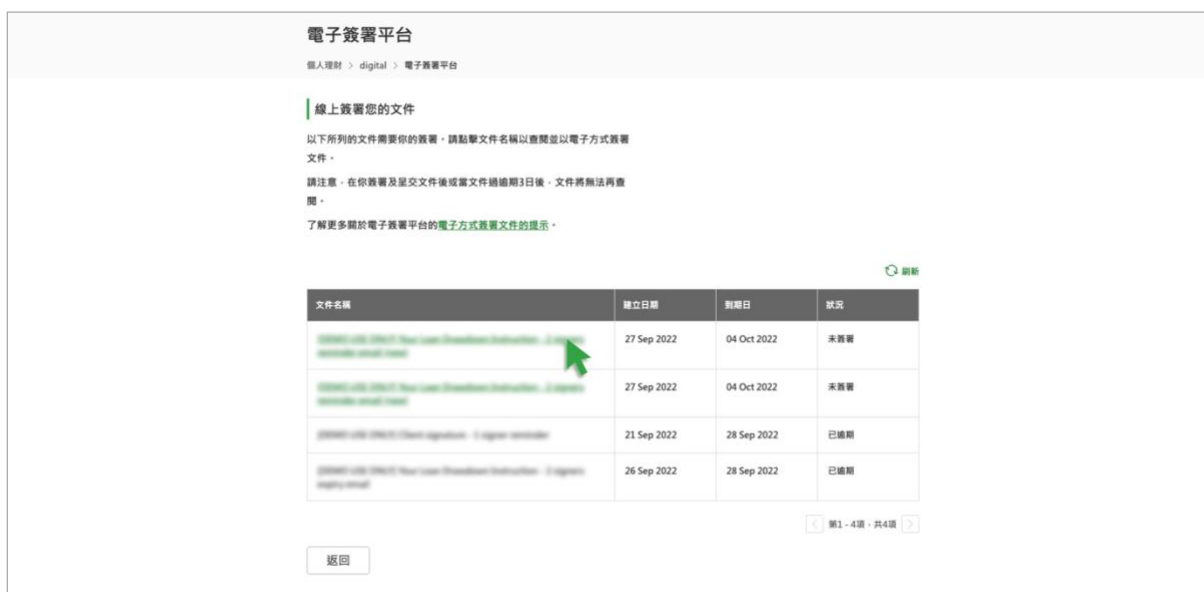 電子簽署平台
個人理財 > digital > 電子簽署平台
線上簽署您的文件
以下所列的文件需要你的簽署。請點擊文件名稱以查閱並以電子方式簽署
文件。
請注意，在你簽署及呈交文件後或當文件過逾期3日後，文件將無法再查
閱。
了解更多關於電子簽署平台的電子方式簽署文件的提示。
刷新
文件名稱 建立日期 到期日 狀況
27 Sep 2022 04 Oct 2022 未簽署
27 Sep 2022 04 Oct 2022 未簽署
21 Sep 2022 28 Sep 2022 已逾期
26 Sep 2022 28 Sep 2022 已逾期
第1 - 4項，共4項
返回